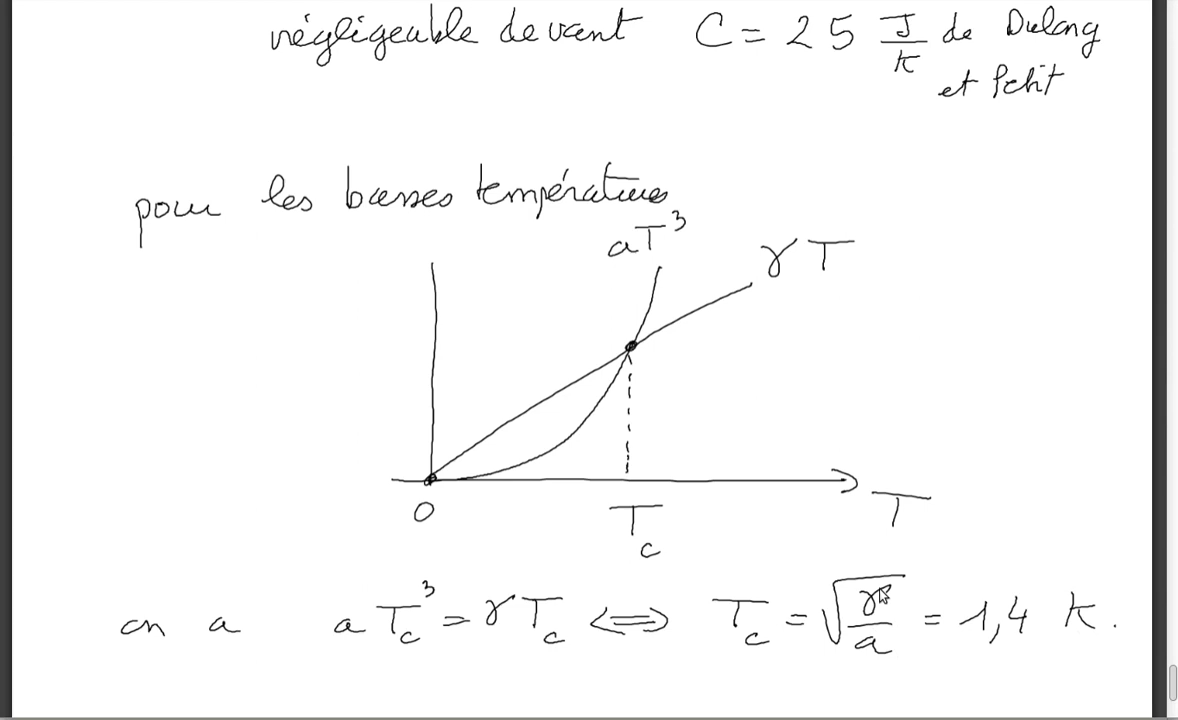 négligeable devant C = 25 J/K de Dulong
et Petit
pour les basses températures
aT³
γT
0
T_c
T
on a aT_c³ = γT_c ⟺ T_c = √(γ/a) = 1,4 K.